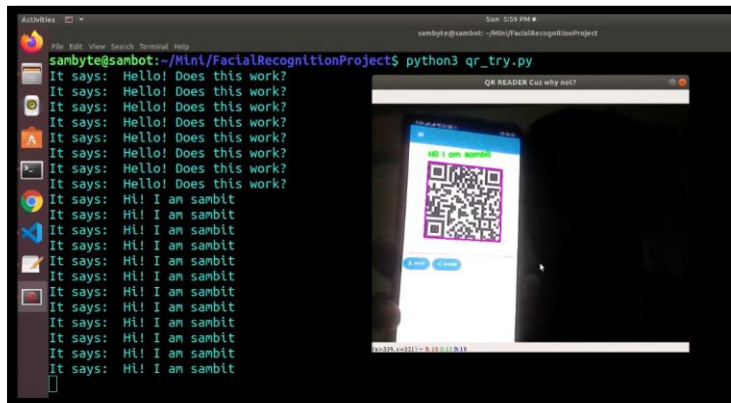 Activities
Sun 5:59 PM
sambyte@sambot: ~/Mini/FacialRecognitionProject
File Edit View Search Terminal Help
sambyte@sambot:~/Mini/FacialRecognitionProject$ python3 qr_try.py
It says:  Hello! Does this work?
It says:  Hello! Does this work?
It says:  Hello! Does this work?
It says:  Hello! Does this work?
It says:  Hello! Does this work?
It says:  Hello! Does this work?
It says:  Hello! Does this work?
It says:  Hello! Does this work?
It says:  Hi! I am sambit
It says:  Hi! I am sambit
It says:  Hi! I am sambit
It says:  Hi! I am sambit
It says:  Hi! I am sambit
It says:  Hi! I am sambit
It says:  Hi! I am sambit
It says:  Hi! I am sambit
It says:  Hi! I am sambit
It says:  Hi! I am sambit
It says:  Hi! I am sambit
It says:  Hi! I am sambit
QR READER Cuz why not?
Hi! I am sambit